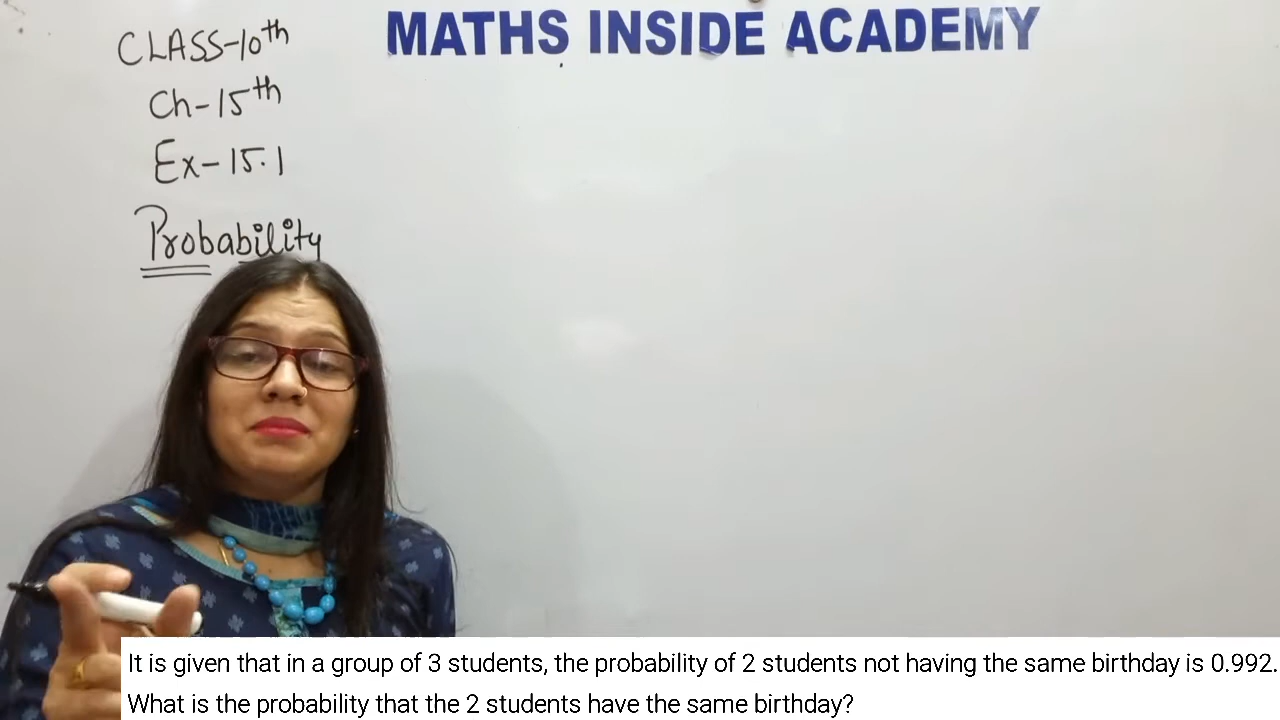 CLASS-10th
Ch-15th
Ex-15.1
Probability
MATHS INSIDE ACADEMY
It is given that in a group of 3 students, the probability of 2 students not having the same birthday is 0.992.
What is the probability that the 2 students have the same birthday?